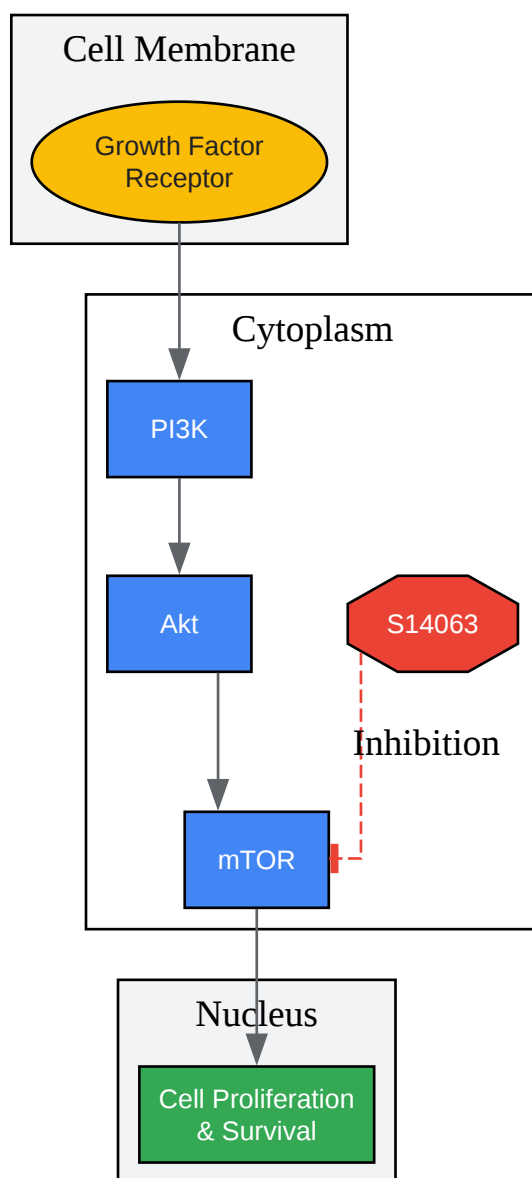 Cell Membrane
Growth Factor
Receptor
Cytoplasm
PI3K
Akt
S14063
Inhibition
mTOR
Nucleus
Cell Proliferation
& Survival